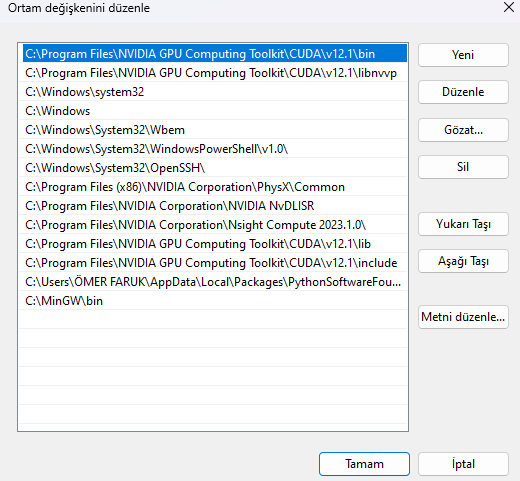 Ortam değişkenini düzenle
C:\Program Files\NVIDIA GPU Computing Toolkit\CUDA\v12.1\bin
C:\Program Files\NVIDIA GPU Computing Toolkit\CUDA\v12.1\libnvvp
C:\Windows\system32
C:\Windows
C:\Windows\System32\Wbem
C:\Windows\System32\WindowsPowerShell\v1.0\
C:\Windows\System32\OpenSSH\
C:\Program Files (x86)\NVIDIA Corporation\PhysX\Common
C:\Program Files\NVIDIA Corporation\NVIDIA NvDLISR
C:\Program Files\NVIDIA Corporation\Nsight Compute 2023.1.0\
C:\Program Files\NVIDIA GPU Computing Toolkit\CUDA\v12.1\lib
C:\Program Files\NVIDIA GPU Computing Toolkit\CUDA\v12.1\include
C:\Users\ÖMER FARUK\AppData\Local\Packages\PythonSoftwareFou...
C:\MinGW\bin
Yeni
Düzenle
Gözat...
Sil
Yukarı Taşı
Aşağı Taşı
Metni düzenle...
Tamam
İptal